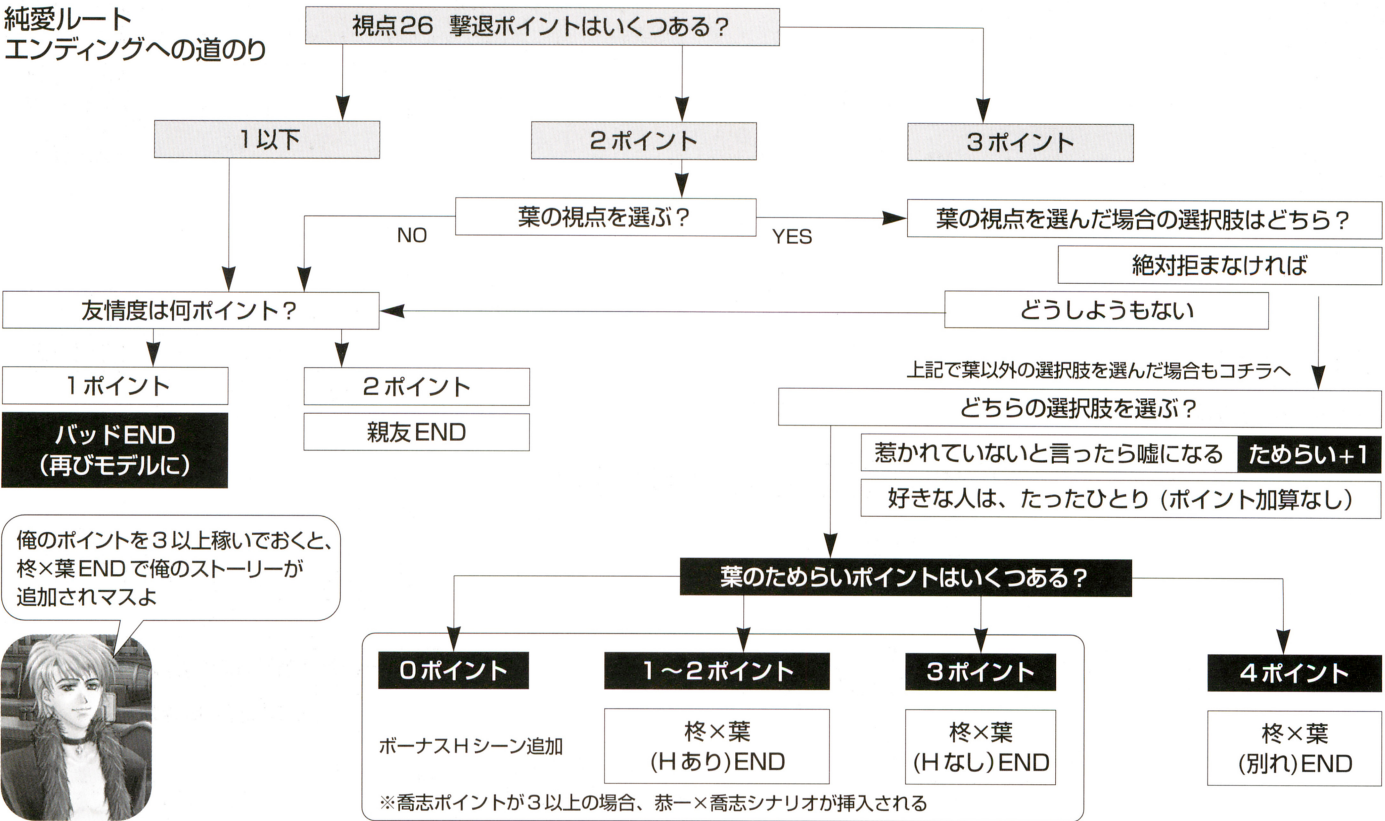 純愛ルート
エンディングへの道のり
視点26 撃退ポイントはいくつある？
1以下
2ポイント
3ポイント
葉の視点を選ぶ？
NO
YES
葉の視点を選んだ場合の選択肢はどちら？
絶対拒まなければ
どうしようもない
友情度は何ポイント？
1ポイント
2ポイント
バッドEND
（再びモデルに）
親友END
上記で葉以外の選択肢を選んだ場合もコチラへ
どちらの選択肢を選ぶ？
惹かれていないと言ったら嘘になる ためらい+1
好きな人は、たったひとり（ポイント加算なし）
俺のポイントを3以上稼いでおくと、
柊×葉ENDで俺のストーリーが
追加されマスよ
葉のためらいポイントはいくつある？
0ポイント
1～2ポイント
3ポイント
4ポイント
ボーナスHシーン追加
柊×葉
(Hあり)END
柊×葉
(Hなし)END
柊×葉
(別れ)END
※喬志ポイントが3以上の場合、恭一×喬志シナリオが挿入される